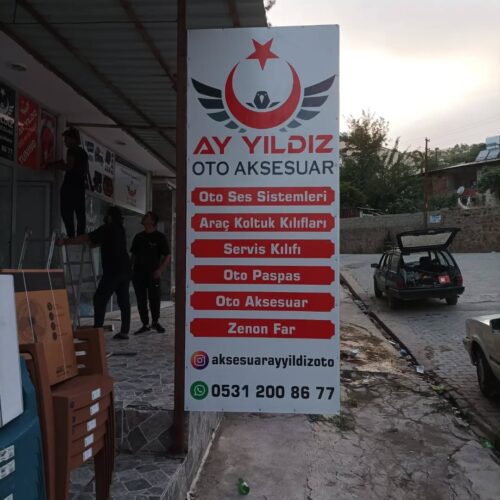 AY YILDIZ
OTO AKSESUAR
Oto Ses Sistemleri
Araç Koltuk Kılıfları
Servis Kılıfı
Oto Paspas
Oto Aksesuar
Zenon Far
aksesuarayyildizoto
0531 200 86 77